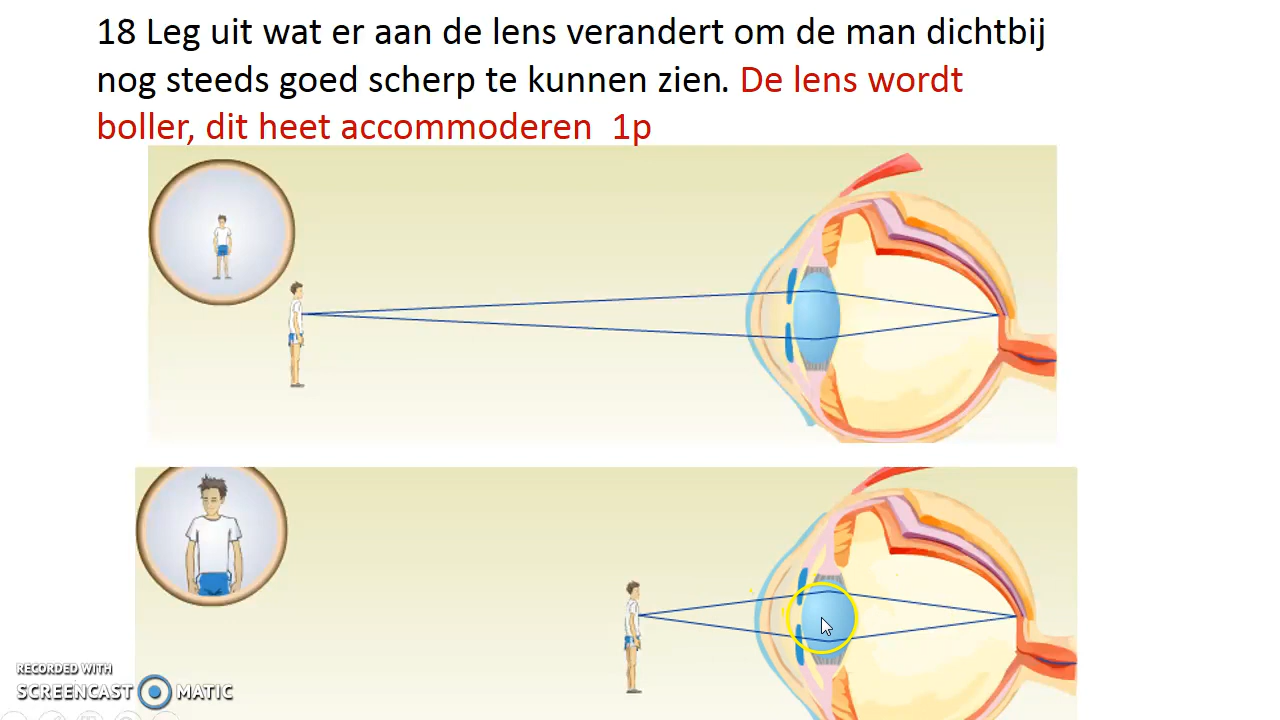 18 Leg uit wat er aan de lens verandert om de man dichtbij
nog steeds goed scherp te kunnen zien. De lens wordt
boller, dit heet accommoderen 1p
RECORDED WITH
SCREENCAST MATIC